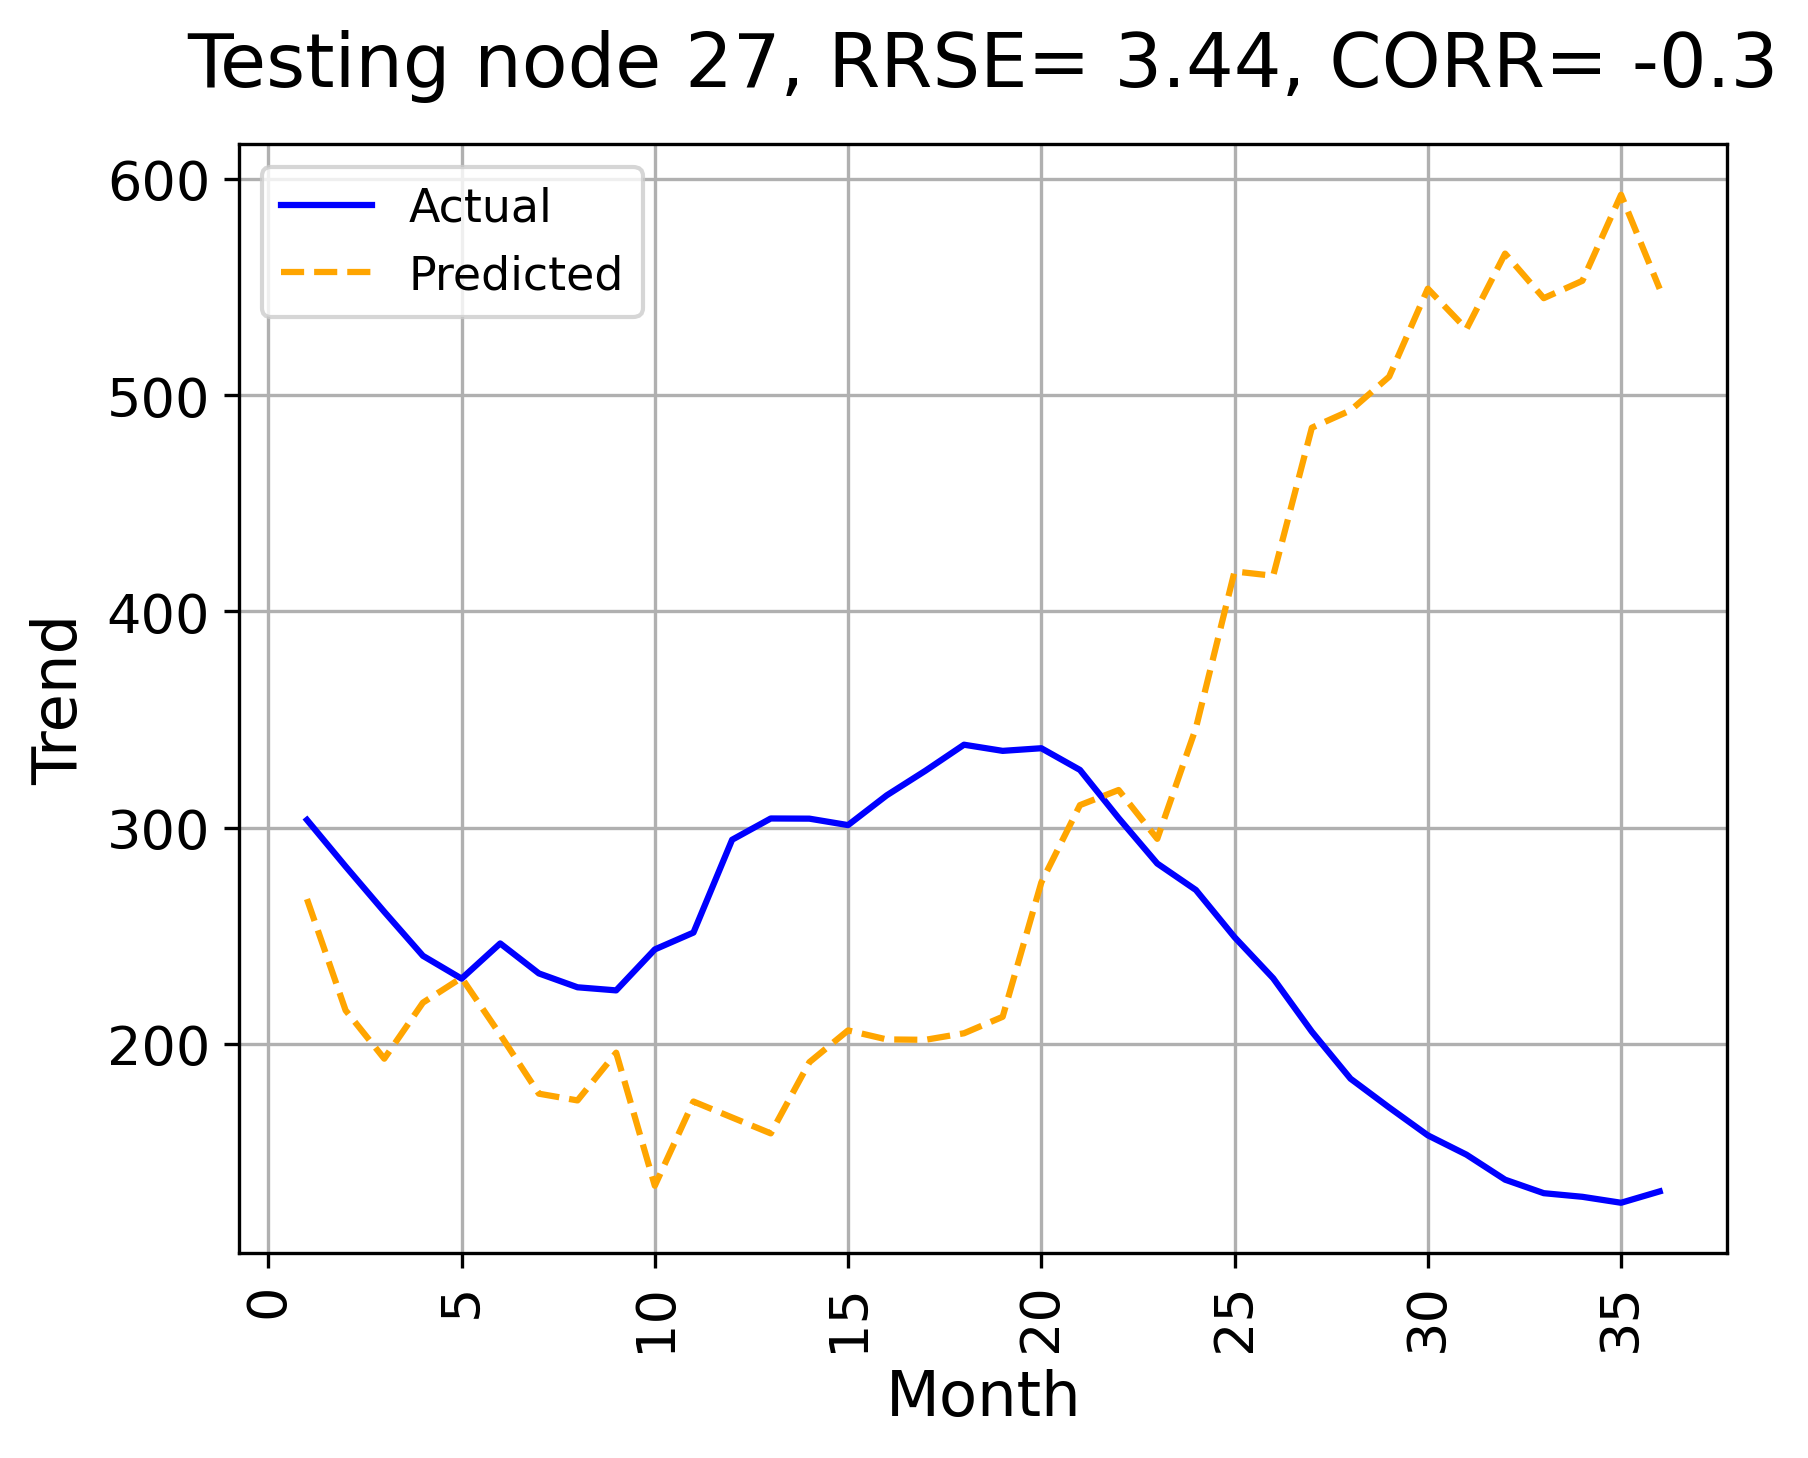 Testing node 27, RRSE= 3.44, CORR= -0.3
Actual
Predicted
600
500
400
300
200
Trend
0
5
10
15
20
25
30
35
Month